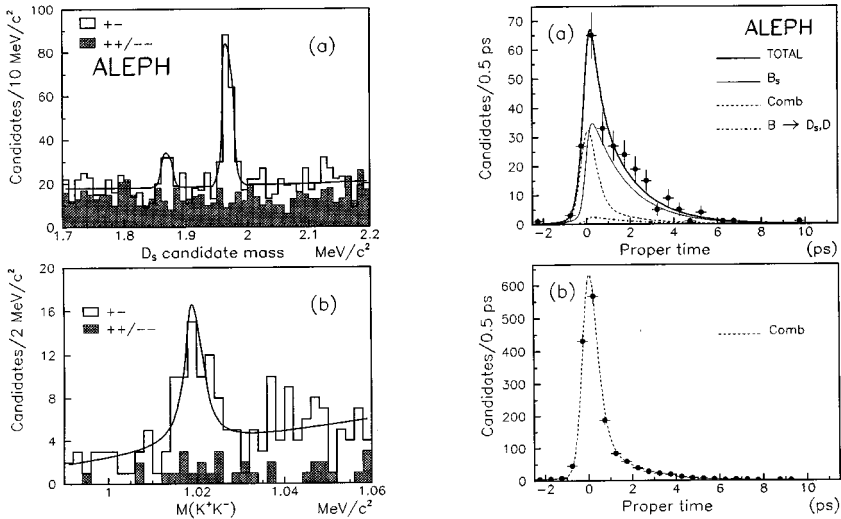 Candidates/10 MeV/c²
100
80
60
40
20
0
+-
++/--
ALEPH
(a)
1.7
1.8
1.9
2
2.1
2.2
Dₛ candidate mass
MeV/c²
Candidates/2 MeV/c²
20
16
12
8
4
0
+-
++/--
(b)
1
1.02
1.04
1.06
M(K⁺K⁻)
MeV/c²
Candidates/0.5 ps
70
60
50
40
30
20
10
0
(a)
ALEPH
TOTAL
Bₛ
Comb
B → Dₛ,D
-2
0
2
4
6
8
10
Proper time
(ps)
Candidates/0.5 ps
600
500
400
300
200
100
0
(b)
Comb
-2
0
2
4
6
8
10
Proper time
(ps)